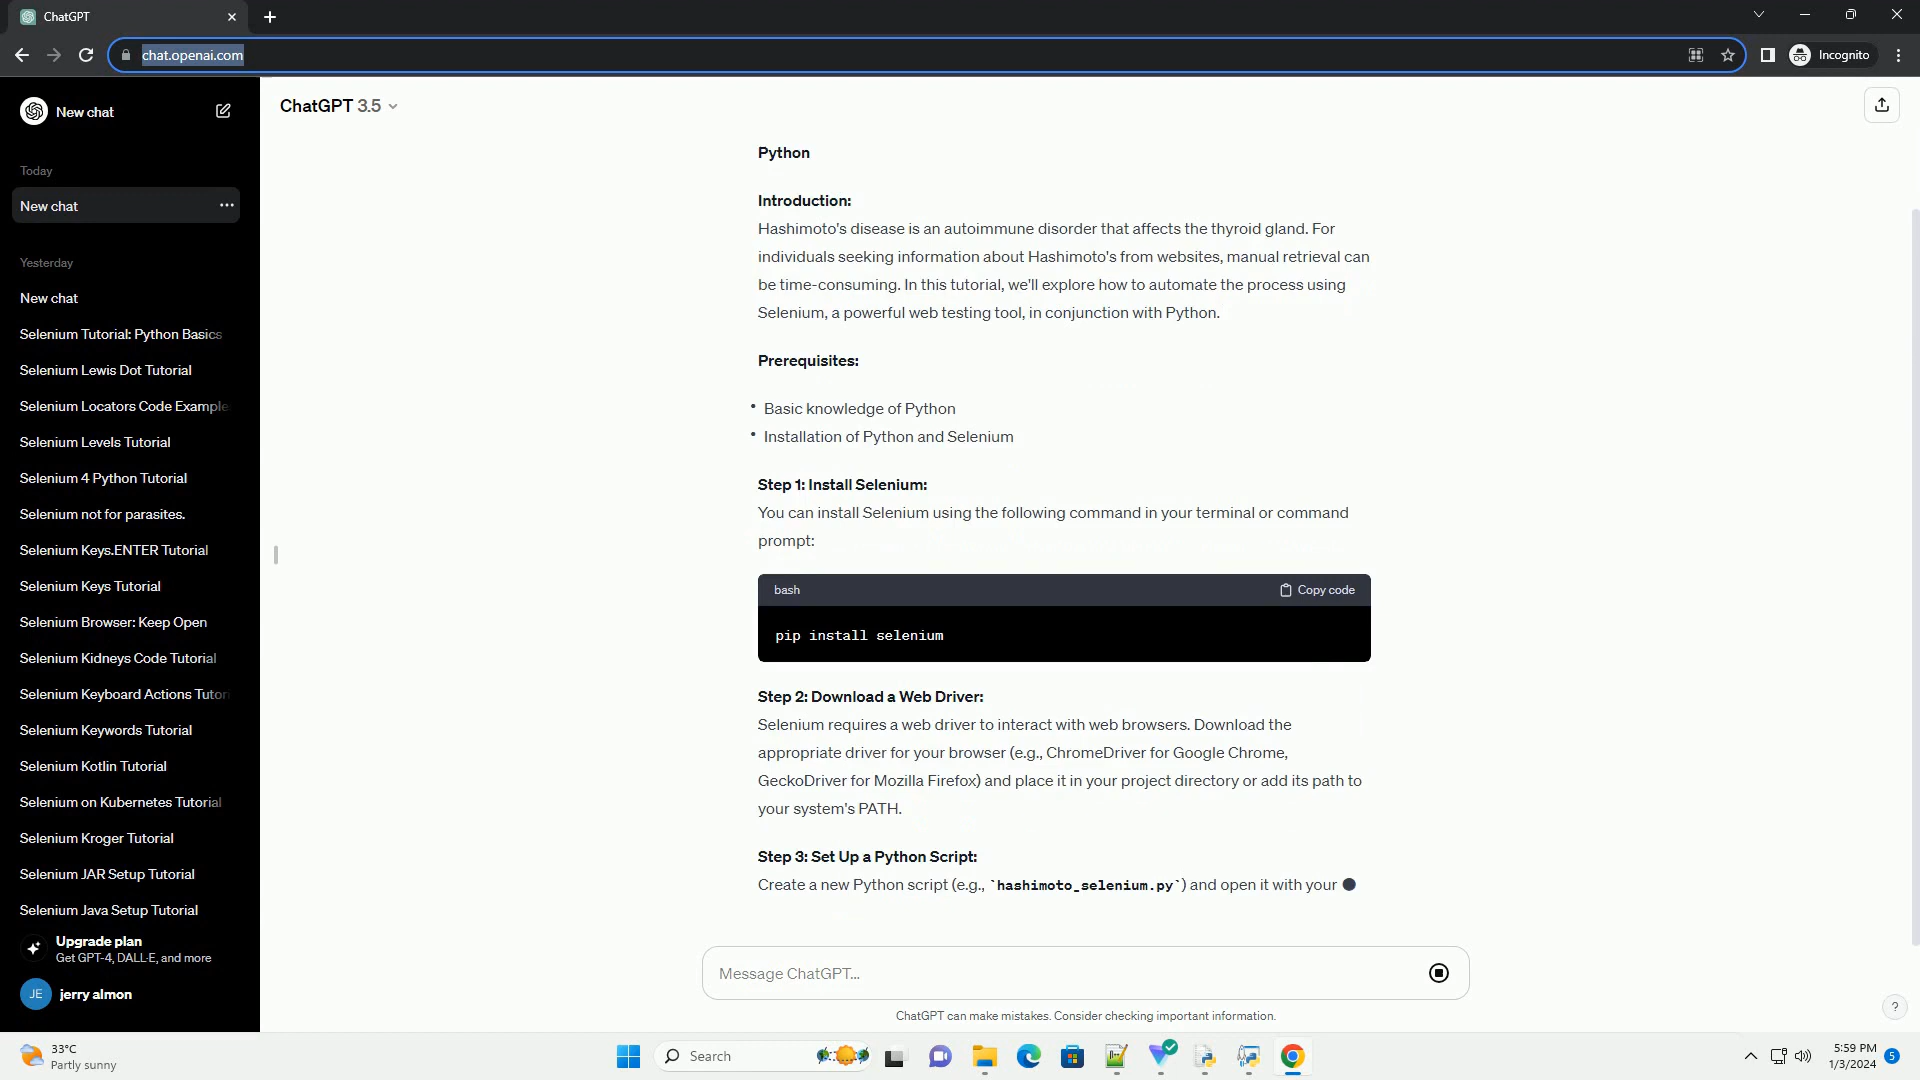 ChatGPT
chat.openai.com
Incognito
New chat
Today
New chat
Yesterday
New chat
Selenium Tutorial: Python Basics
Selenium Lewis Dot Tutorial
Selenium Locators Code Example
Selenium Levels Tutorial
Selenium 4 Python Tutorial
Selenium not for parasites.
Selenium Keys.ENTER Tutorial
Selenium Keys Tutorial
Selenium Browser: Keep Open
Selenium Kidneys Code Tutorial
Selenium Keyboard Actions Tutor
Selenium Keywords Tutorial
Selenium Kotlin Tutorial
Selenium on Kubernetes Tutorial
Selenium Kroger Tutorial
Selenium JAR Setup Tutorial
Selenium Java Setup Tutorial
Upgrade plan
Get GPT-4, DALL·E, and more
JE
jerry almon
ChatGPT 3.5
Python
Introduction:
Hashimoto's disease is an autoimmune disorder that affects the thyroid gland. For
individuals seeking information about Hashimoto's from websites, manual retrieval can
be time-consuming. In this tutorial, we'll explore how to automate the process using
Selenium, a powerful web testing tool, in conjunction with Python.
Prerequisites:
• Basic knowledge of Python
• Installation of Python and Selenium
Step 1: Install Selenium:
You can install Selenium using the following command in your terminal or command
prompt:
bash
Copy code
pip install selenium
Step 2: Download a Web Driver:
Selenium requires a web driver to interact with web browsers. Download the
appropriate driver for your browser (e.g., ChromeDriver for Google Chrome,
GeckoDriver for Mozilla Firefox) and place it in your project directory or add its path to
your system's PATH.
Step 3: Set Up a Python Script:
Create a new Python script (e.g., `hashimoto_selenium.py`) and open it with your
Message ChatGPT...
ChatGPT can make mistakes. Consider checking important information.
?
33°C
Partly sunny
Search
5:59 PM
1/3/2024
5